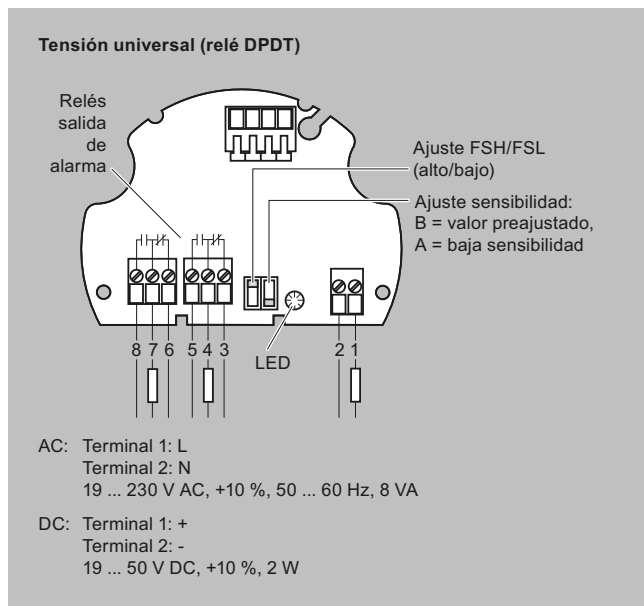 Tensión universal (relé DPDT)
Relés
salida
de
alarma
Ajuste FSH/FSL
(alto/bajo)
Ajuste sensibilidad:
B = valor preajustado,
A = baja sensibilidad
8 7 6 5 4 3 2 1
LED
AC: Terminal 1: L
Terminal 2: N
19 ... 230 V AC, +10 %, 50 ... 60 Hz, 8 VA
DC: Terminal 1: +
Terminal 2: -
19 ... 50 V DC, +10 %, 2 W